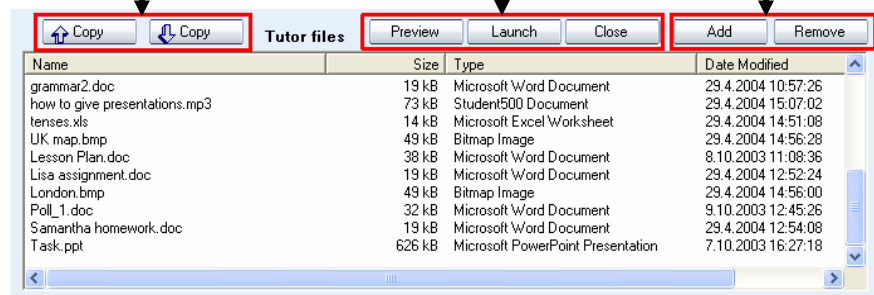 Copy Copy Tutor files Preview Launch Close Add Remove
Name Size Type Date Modified
grammar2.doc 19 kB Microsoft Word Document 29.4.2004 10:57:26
how to give presentations.mp3 73 kB Student500 Document 29.4.2004 15:07:02
tenses.xls 14 kB Microsoft Excel Worksheet 29.4.2004 14:51:08
UK map.bmp 49 kB Bitmap Image 29.4.2004 14:56:28
Lesson Plan.doc 38 kB Microsoft Word Document 8.10.2003 11:08:36
Lisa assignment.doc 19 kB Microsoft Word Document 29.4.2004 12:52:24
London.bmp 49 kB Bitmap Image 29.4.2004 14:56:00
Poll_1.doc 32 kB Microsoft Word Document 9.10.2003 12:45:26
Samantha homework.doc 19 kB Microsoft Word Document 29.4.2004 12:54:08
Task.ppt 626 kB Microsoft PowerPoint Presentation 7.10.2003 16:27:18